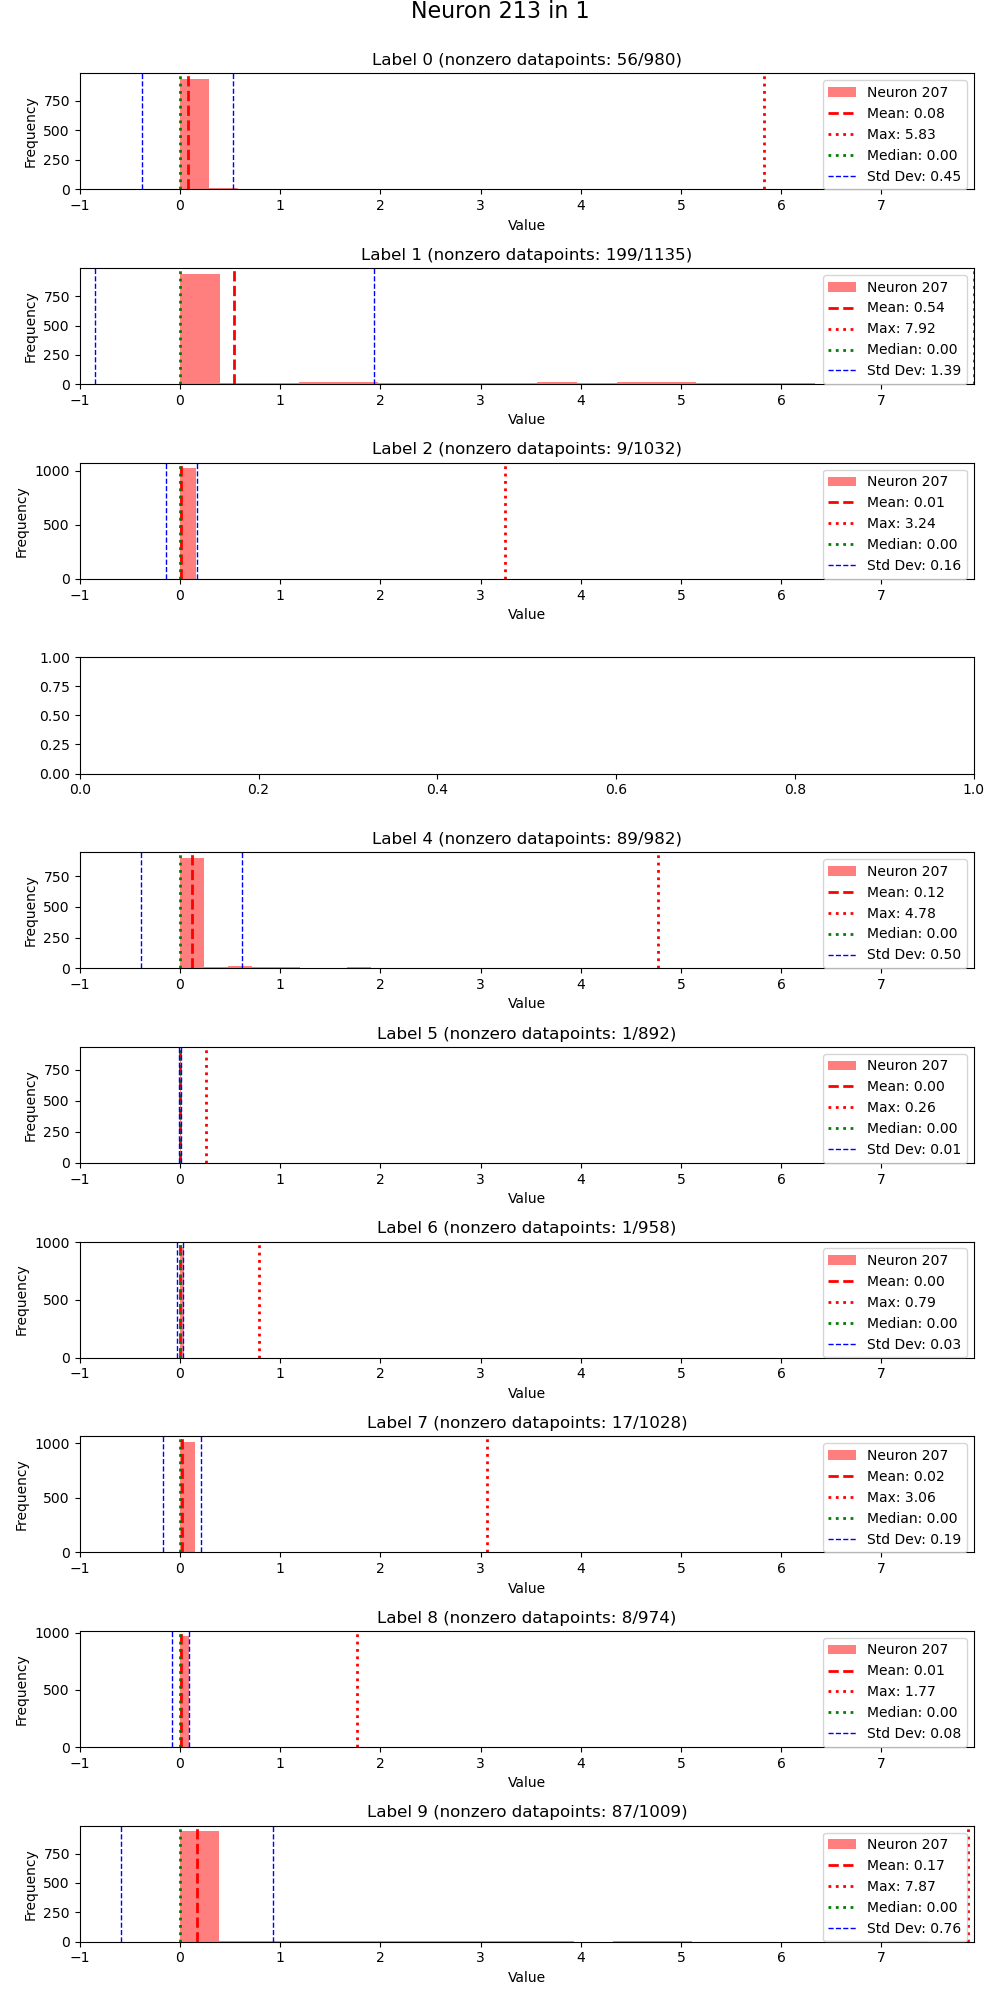 Neuron 213 in 1
Label 0 (nonzero datapoints: 56/980)
Frequency
750
500
250
0
Neuron 207
Mean: 0.08
Max: 5.83
Median: 0.00
Std Dev: 0.45
−1 0 1 2 3 4 5 6 7
Value
Label 1 (nonzero datapoints: 199/1135)
Frequency
750
500
250
0
Neuron 207
Mean: 0.54
Max: 7.92
Median: 0.00
Std Dev: 1.39
−1 0 1 2 3 4 5 6 7
Value
Label 2 (nonzero datapoints: 9/1032)
Frequency
1000
500
0
Neuron 207
Mean: 0.01
Max: 3.24
Median: 0.00
Std Dev: 0.16
−1 0 1 2 3 4 5 6 7
Value
1.00
0.75
0.50
0.25
0.00
0.0 0.2 0.4 0.6 0.8 1.0
Label 4 (nonzero datapoints: 89/982)
Frequency
750
500
250
0
Neuron 207
Mean: 0.12
Max: 4.78
Median: 0.00
Std Dev: 0.50
−1 0 1 2 3 4 5 6 7
Value
Label 5 (nonzero datapoints: 1/892)
Frequency
750
500
250
0
Neuron 207
Mean: 0.00
Max: 0.26
Median: 0.00
Std Dev: 0.01
−1 0 1 2 3 4 5 6 7
Value
Label 6 (nonzero datapoints: 1/958)
Frequency
1000
500
0
Neuron 207
Mean: 0.00
Max: 0.79
Median: 0.00
Std Dev: 0.03
−1 0 1 2 3 4 5 6 7
Value
Label 7 (nonzero datapoints: 17/1028)
Frequency
1000
500
0
Neuron 207
Mean: 0.02
Max: 3.06
Median: 0.00
Std Dev: 0.19
−1 0 1 2 3 4 5 6 7
Value
Label 8 (nonzero datapoints: 8/974)
Frequency
1000
500
0
Neuron 207
Mean: 0.01
Max: 1.77
Median: 0.00
Std Dev: 0.08
−1 0 1 2 3 4 5 6 7
Value
Label 9 (nonzero datapoints: 87/1009)
Frequency
750
500
250
0
Neuron 207
Mean: 0.17
Max: 7.87
Median: 0.00
Std Dev: 0.76
−1 0 1 2 3 4 5 6 7
Value